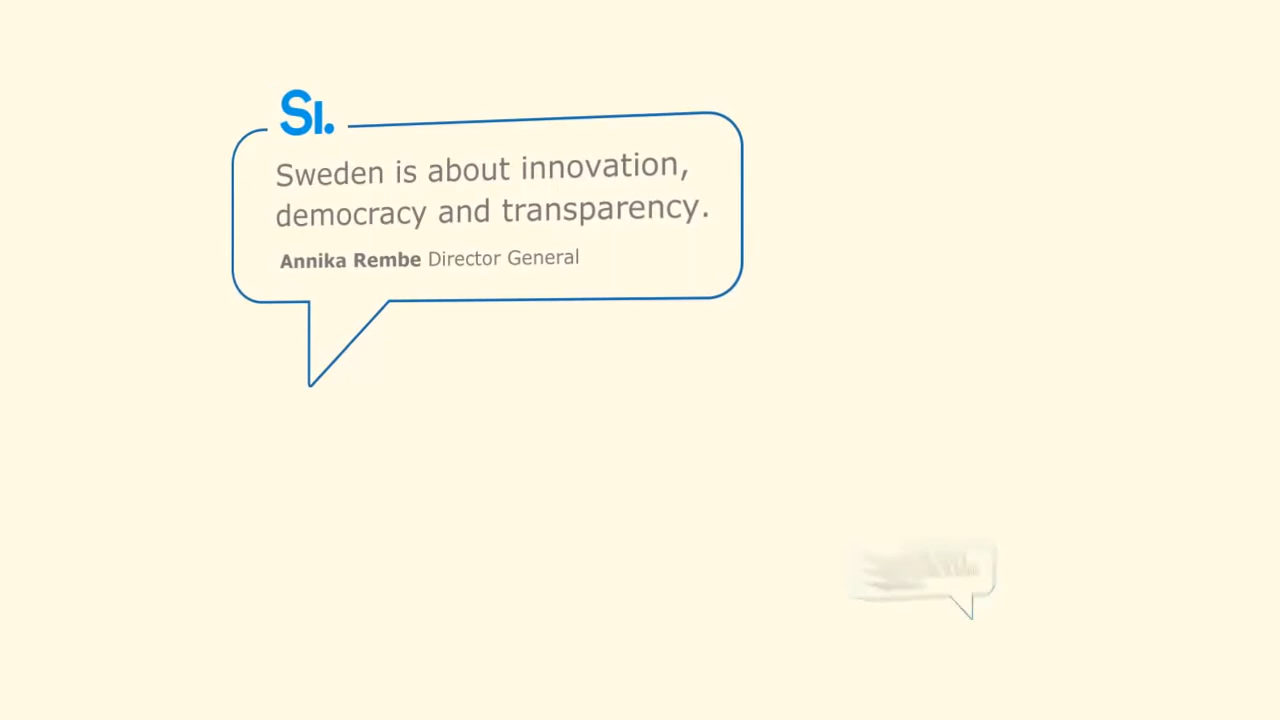 SI.
Sweden is about innovation,
democracy and transparency.
Annika Rembe Director General